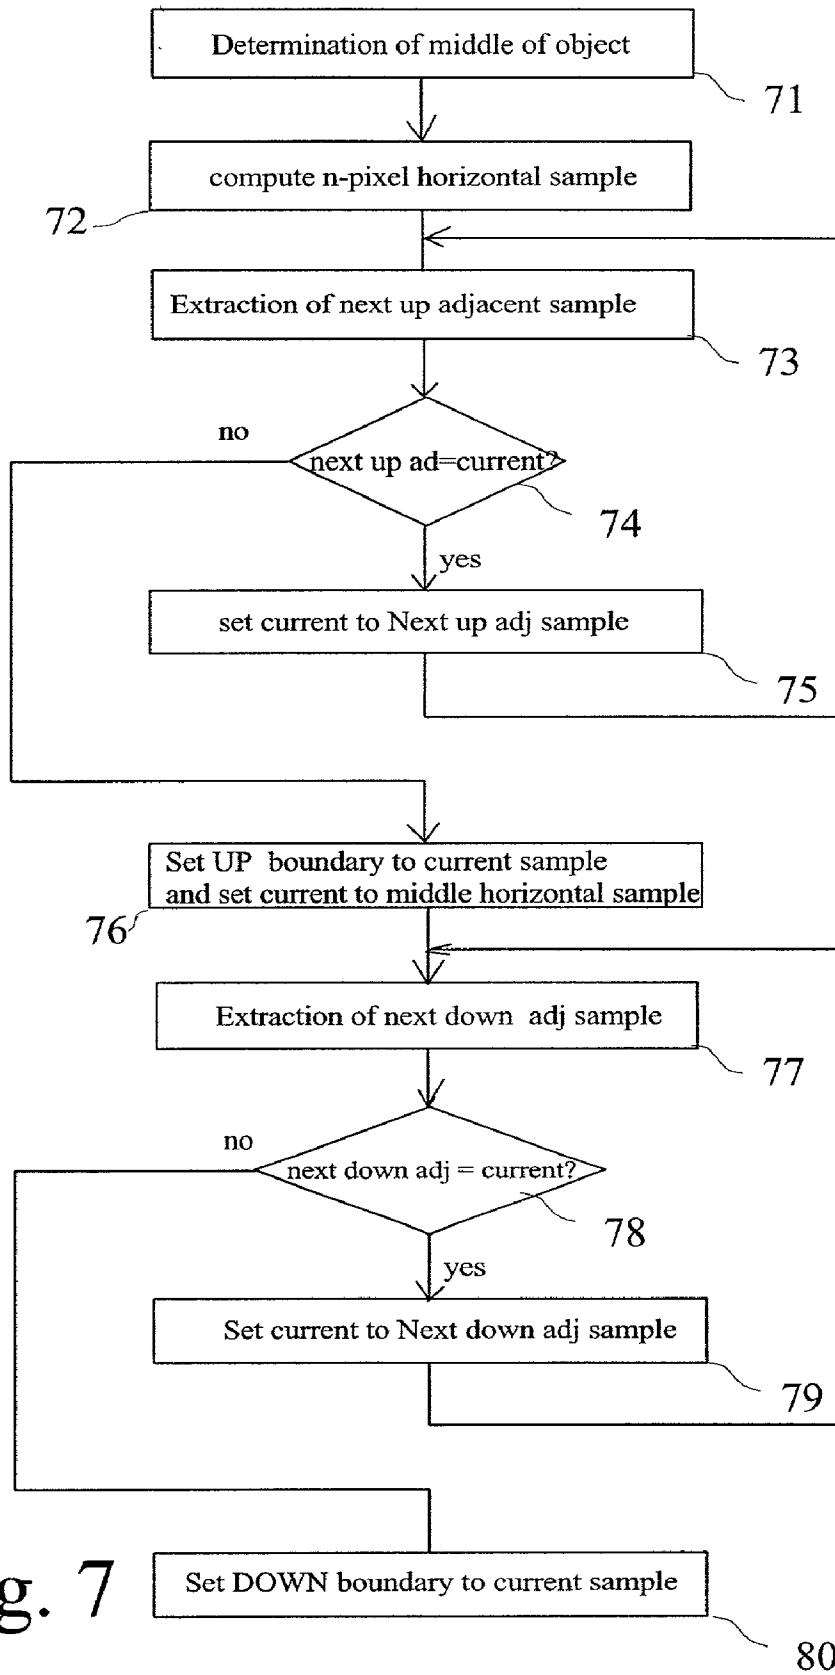 Determination of middle of object
71
compute n-pixel horizontal sample
72
Extraction of next up adjacent sample
73
no
next up ad=current?
74
yes
set current to Next up adj sample
75
Set UP boundary to current sample
and set current to middle horizontal sample
76
Extraction of next down adj sample
77
no
next down adj = current?
78
yes
Set current to Next down adj sample
79
g. 7
Set DOWN boundary to current sample
80